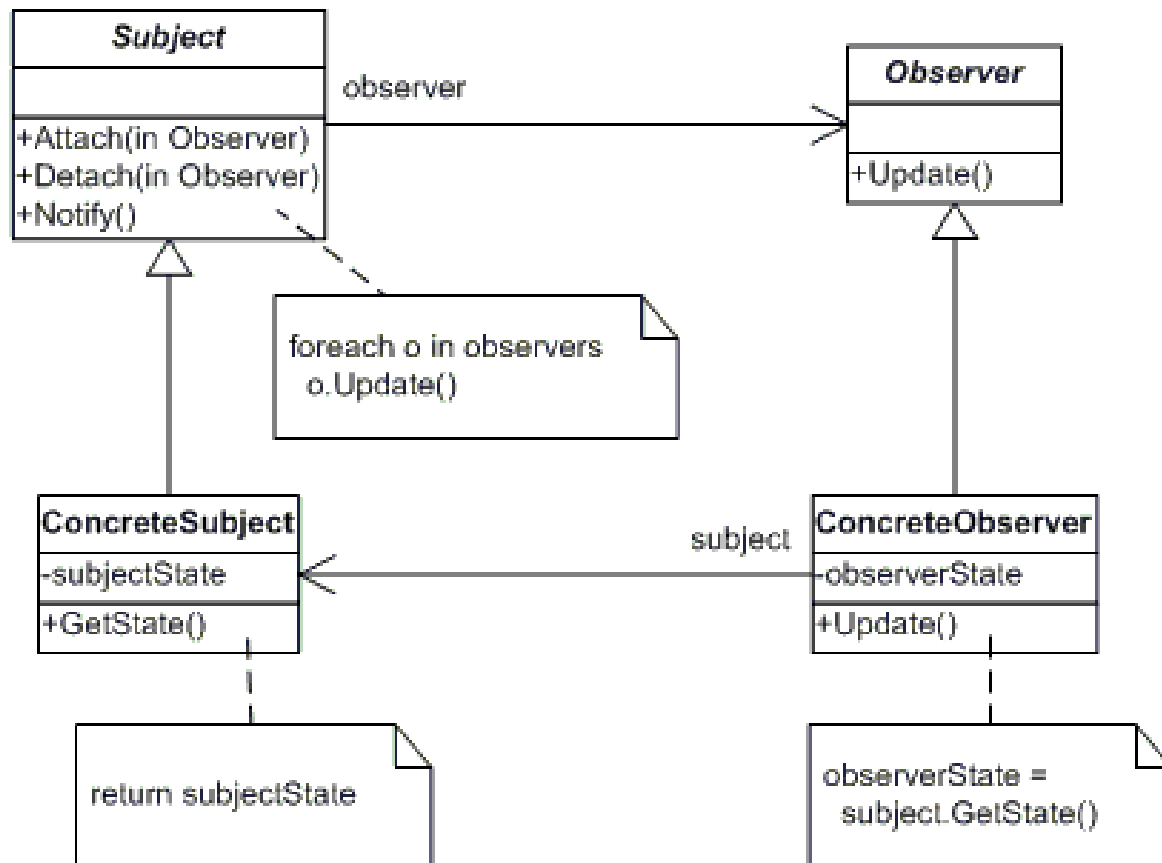 Subject
+Attach(in Observer)
+Detach(in Observer)
+Notify()
observer
Observer
+Update()
foreach o in observers
o.Update()
ConcreteSubject
-subjectState
+GetState()
subject
ConcreteObserver
-observerState
+Update()
return subjectState
observerState =
subject.GetState()